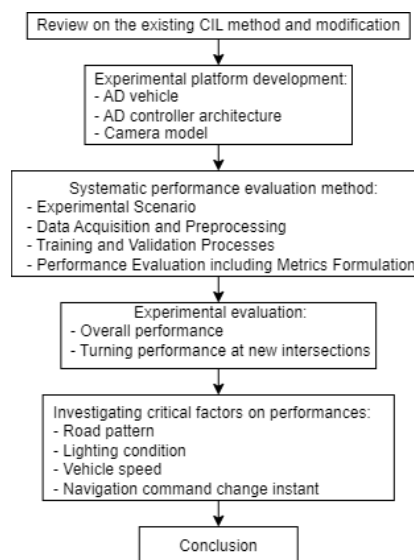 Review on the existing CIL method and modification
Experimental platform development:
- AD vehicle
- AD controller architecture
- Camera model
Systematic performance evaluation method:
- Experimental Scenario
- Data Acquisition and Preprocessing
- Training and Validation Processes
- Performance Evaluation including Metrics Formulation
Experimental evaluation:
- Overall performance
- Turning performance at new intersections
Investigating critical factors on performances:
- Road pattern
- Lighting condition
- Vehicle speed
- Navigation command change instant
Conclusion